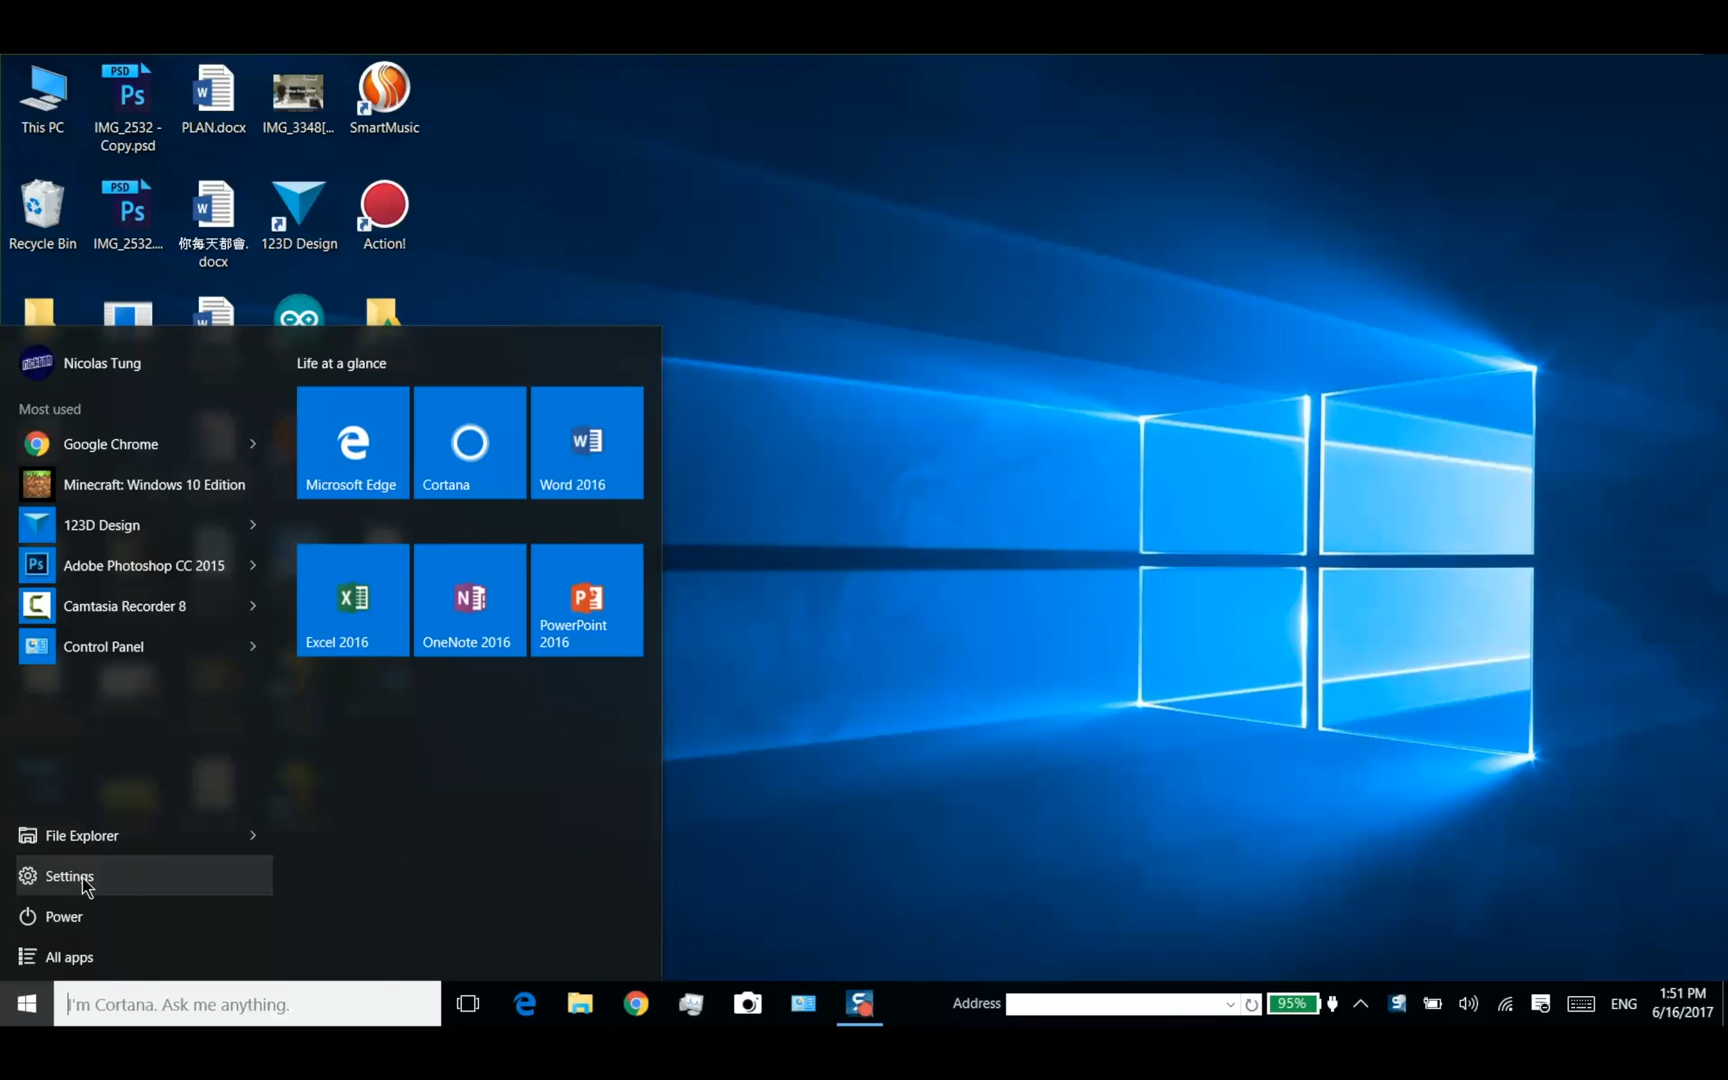 This PC
IMG_2532 -
Copy.psd
PLAN.docx
IMG_3348[...
SmartMusic
PSD
Ps
PSD
Ps
W
W
Recycle Bin
IMG_2532....
你每天都會.
docx
123D Design
Action!
Nicolas Tung
Life at a glance
Most used
Google Chrome
Minecraft: Windows 10 Edition
123D Design
Adobe Photoshop CC 2015
Camtasia Recorder 8
Control Panel
Microsoft Edge
Cortana
Word 2016
Excel 2016
OneNote 2016
PowerPoint
2016
File Explorer
Settings
Power
All apps
I'm Cortana. Ask me anything.
Address
95%
ENG
1:51 PM
6/16/2017